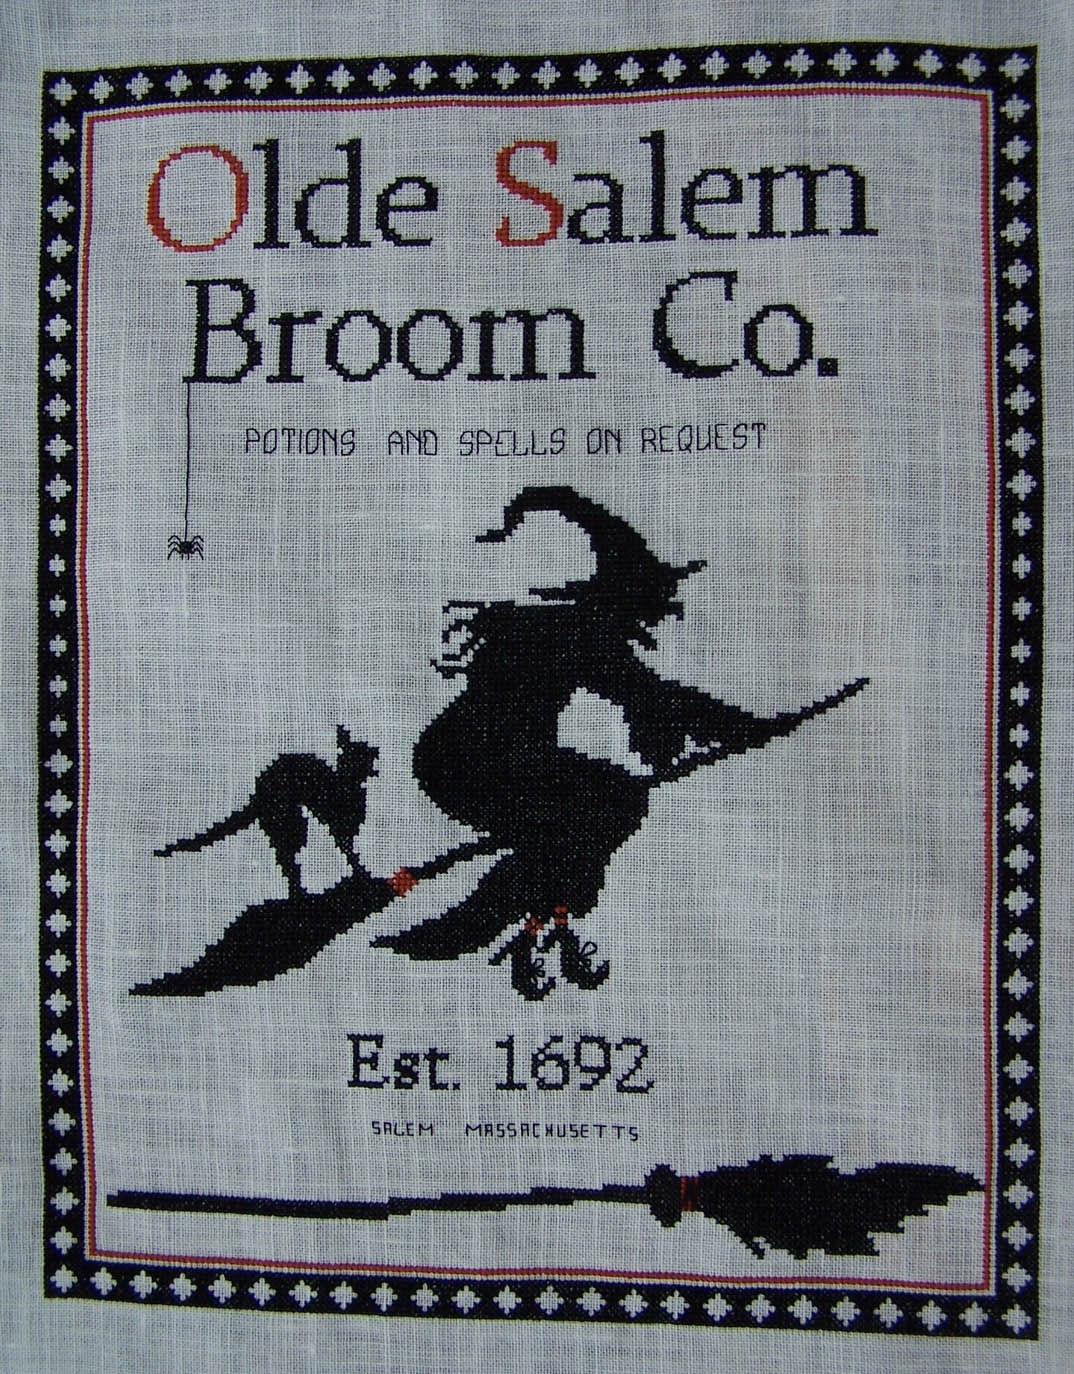 Olde Salem
Broom Co.
POTIONS AND SPELLS ON REQUEST
Est. 1692
SALEM MASSACHUSETTS